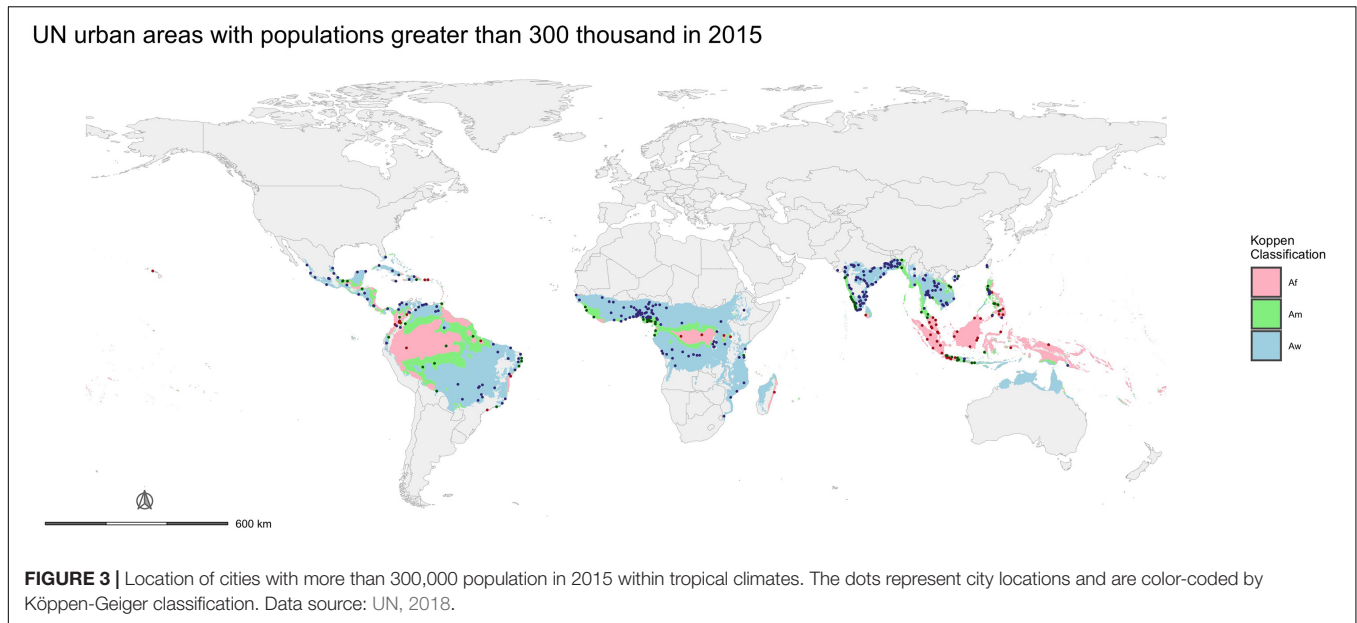 UN urban areas with populations greater than 300 thousand in 2015
Koppen
Classification
Af
Am
Aw
600 km
FIGURE 3 | Location of cities with more than 300,000 population in 2015 within tropical climates. The dots represent city locations and are color-coded by
Köppen-Geiger classification. Data source: UN, 2018.